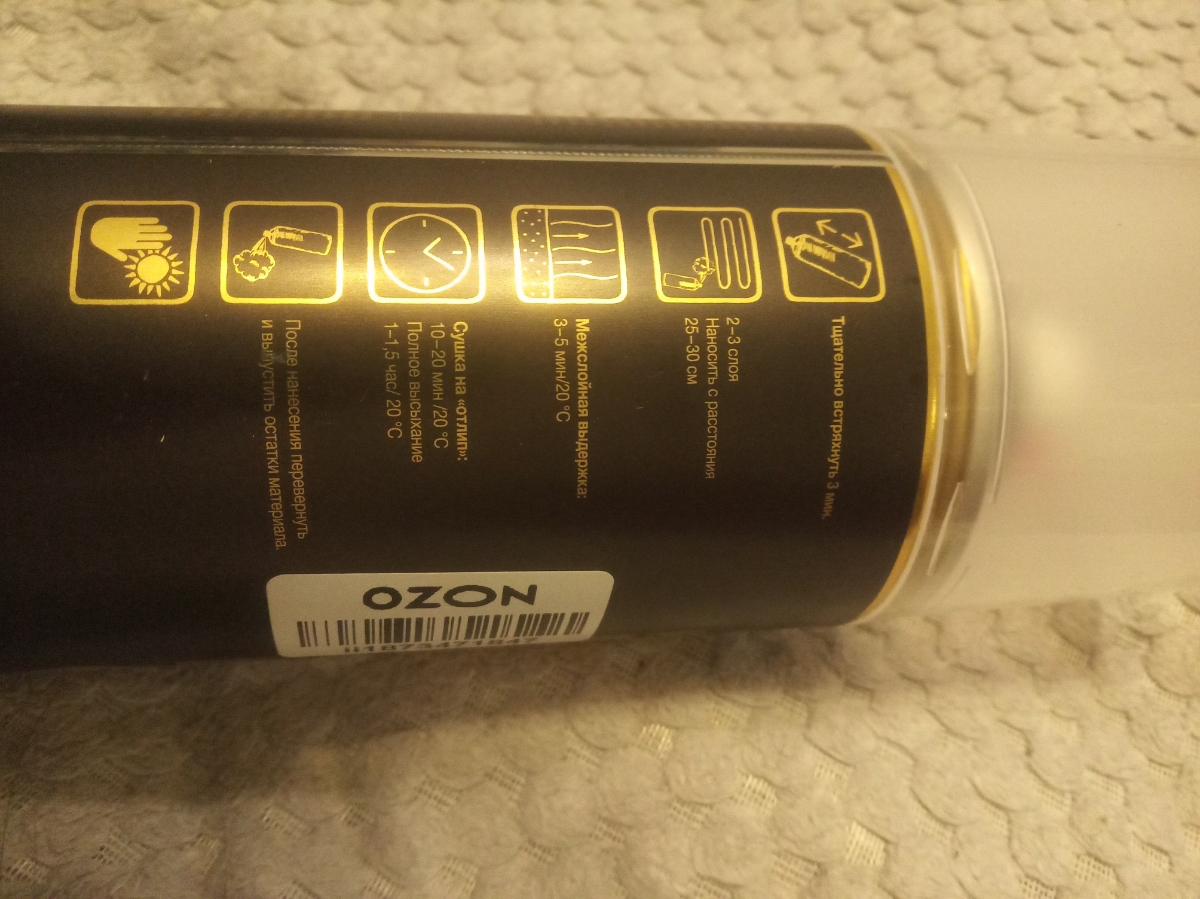 Тщательно встряхнуть 3 мин.
2–3 слоя
Наносить с расстояния
25–30 см
Межслойная выдержка:
3–5 мин/20 °C
Сушка на «отлип»:
10–20 мин /20 °C
Полное высыхание
1–1,5 час/ 20 °C
После нанесения перевернуть
и выпустить остатки материала.
OZON